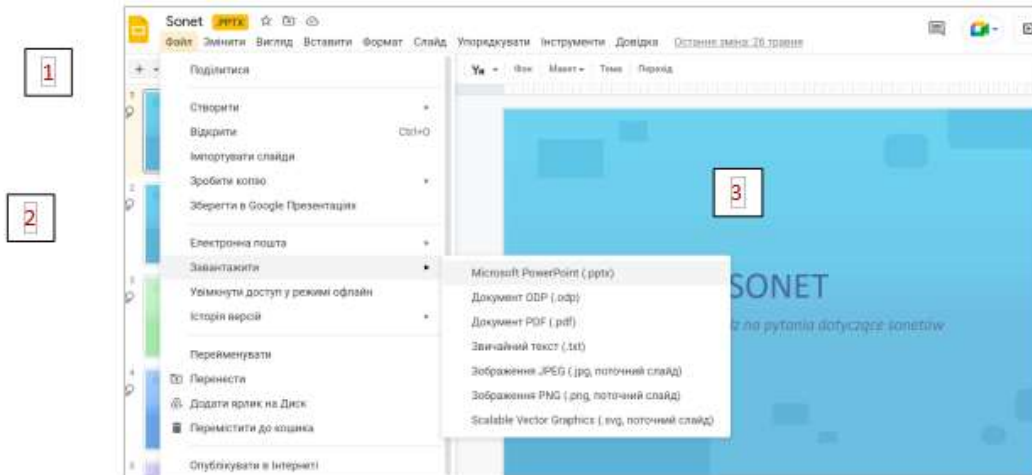 Sonet .PPTX
Файл Змінити Вигляд Вставити Формат Слайд Упорядкувати Інструменти Довідка Остання зміна: 26 травня
1
Поділитися
Фон Макет Тема Перехід
Створити
Відкрити Ctrl+O
Імпортувати слайди
Зробити копію
3
Зберегти в Google Презентаціях
2
Електронна пошта
Завантажити
Microsoft PowerPoint (.pptx)
Увімкнути доступ у режимі офлайн
SONET
Документ ODP (.odp)
Історія версій
Документ PDF (.pdf)
na pytania dotyczące sonetów
Звичайний текст (.txt)
Перейменувати
Зображення JPEG (.jpg, поточний слайд)
Перенести
Зображення PNG (.png, поточний слайд)
Додати ярлик на Диск
Scalable Vector Graphics (.svg, поточний слайд)
Перемістити до кошика
Опублікувати в Інтернеті